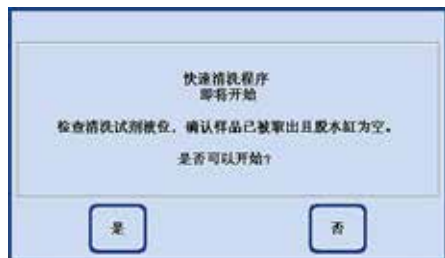 快速清洗程序
即将开始
检查清洗试剂液位，确认样品已被取出且脱水缸为空。
是否可以开始？
是
否